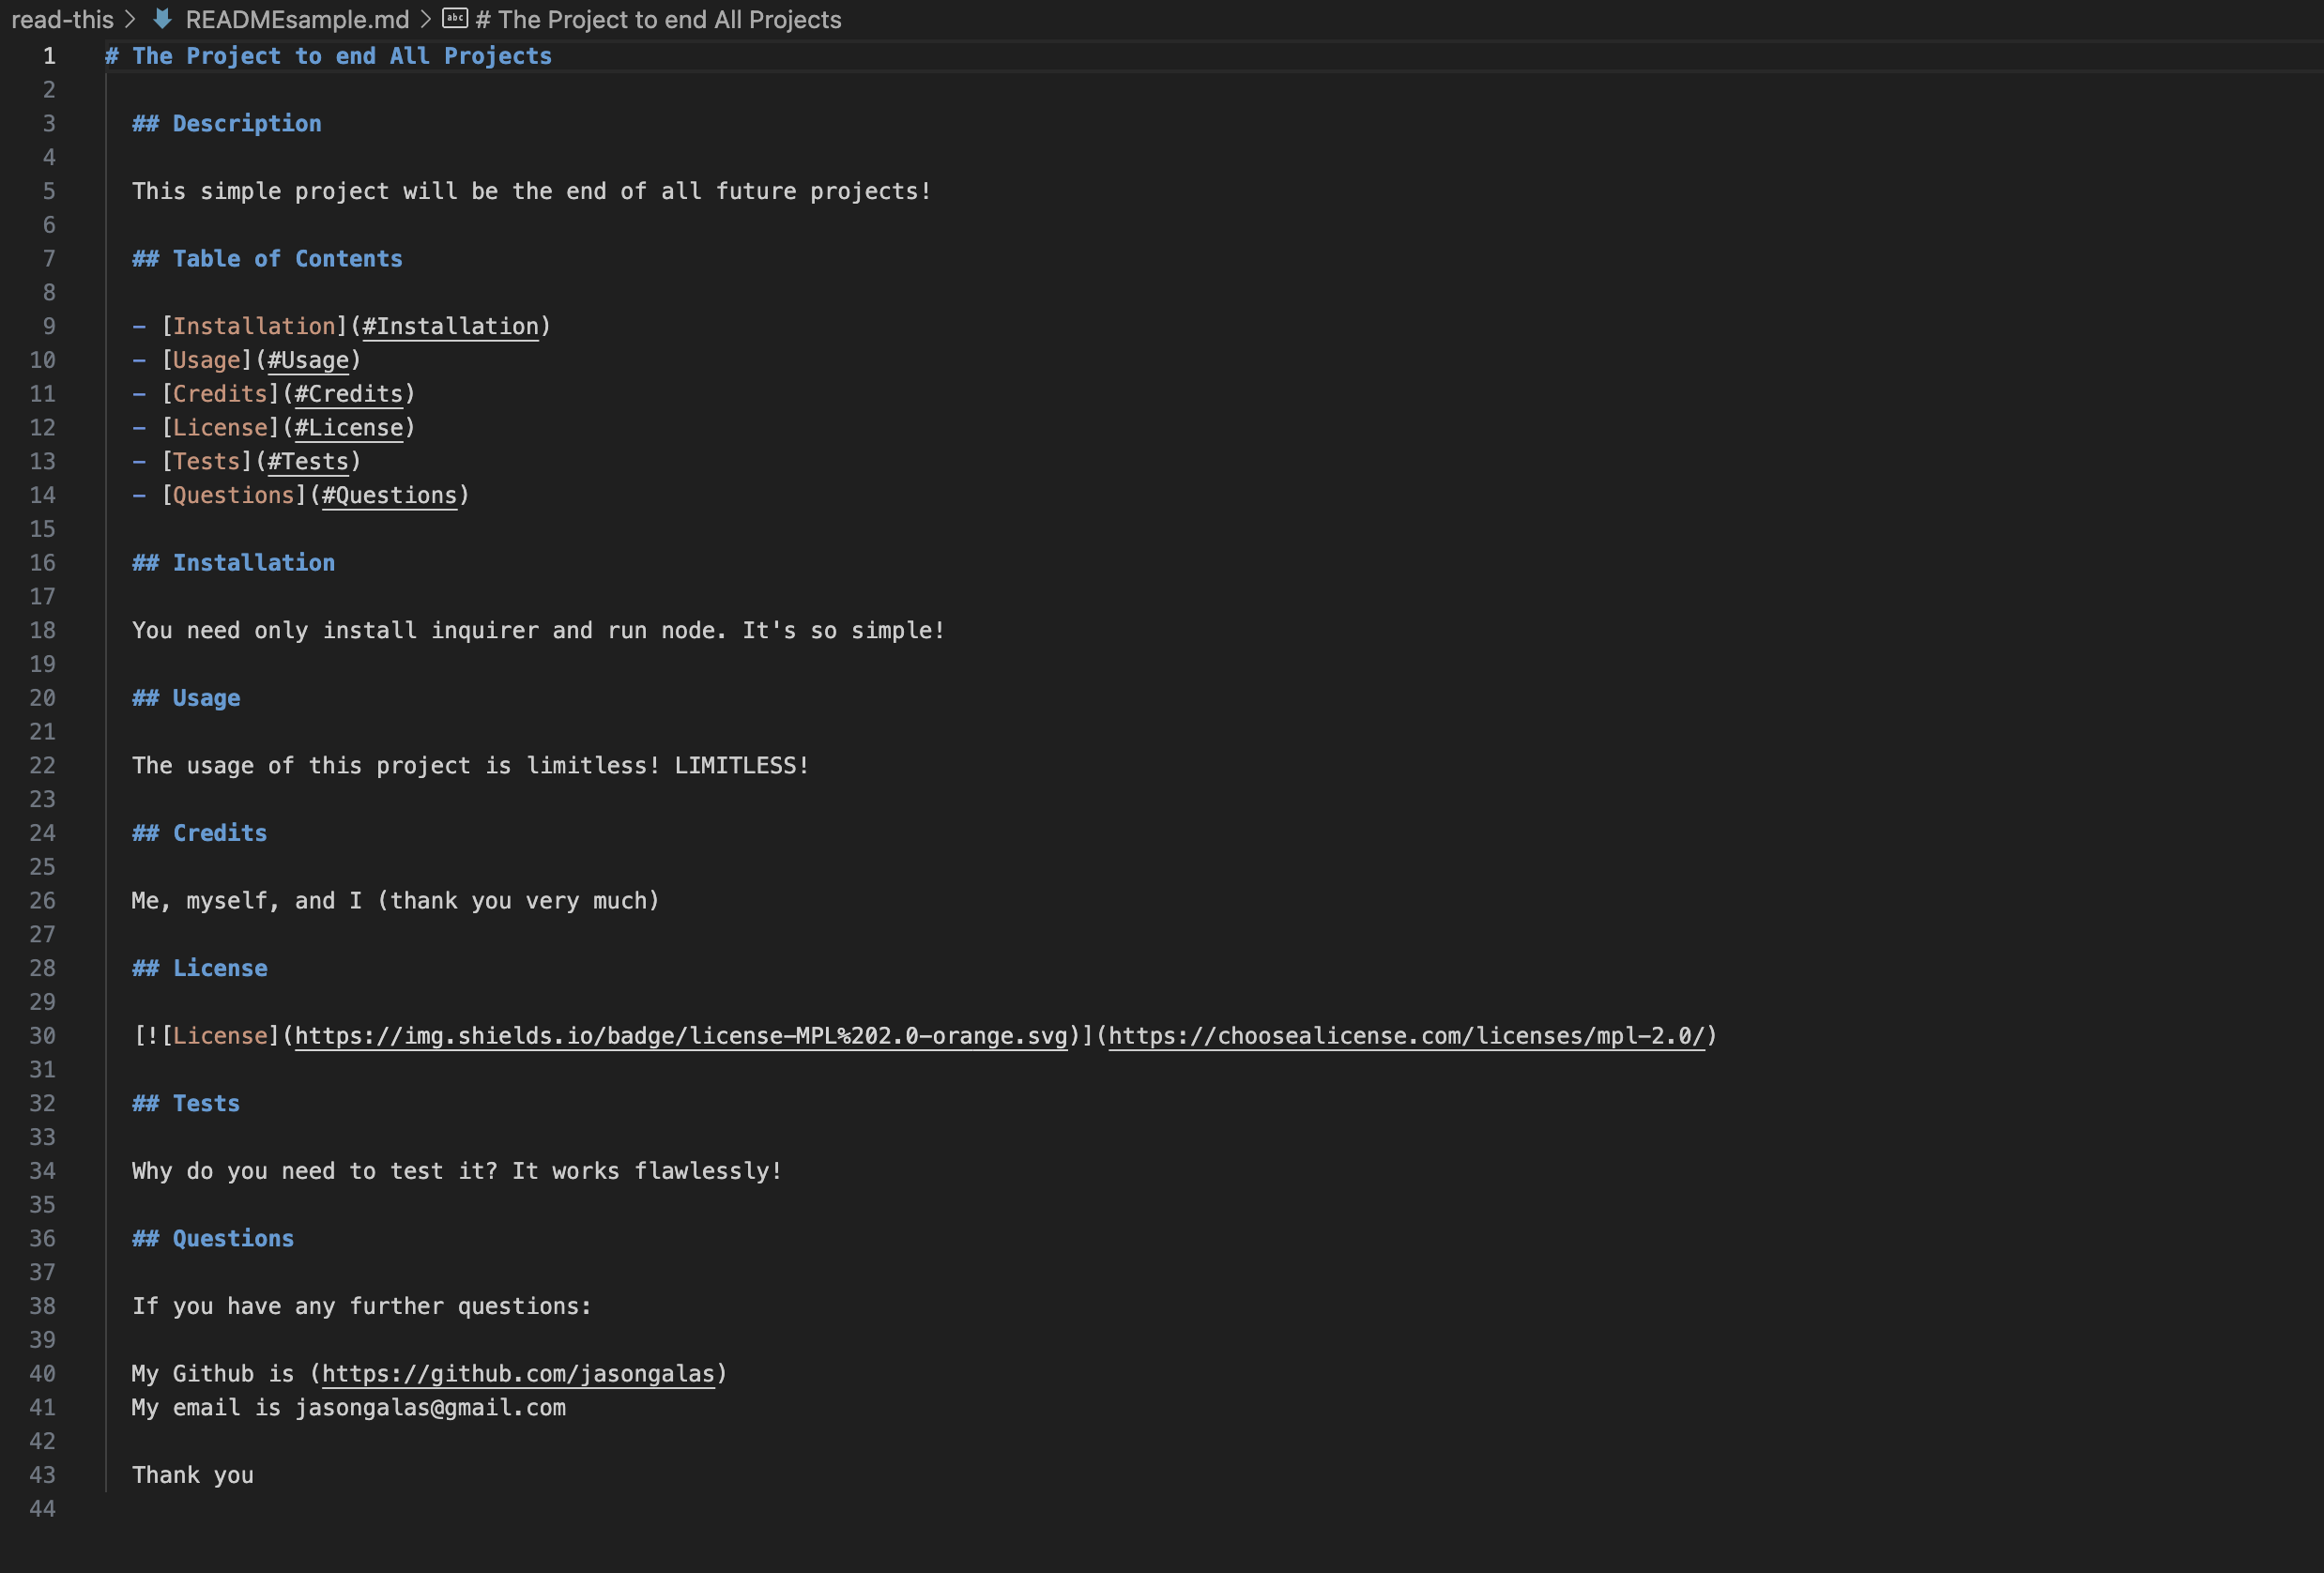 read-this > READMEsample.md > abc # The Project to end All Projects
1 # The Project to end All Projects
2
3 ## Description
4
5 This simple project will be the end of all future projects!
6
7 ## Table of Contents
8
9 - [Installation](#Installation)
10 - [Usage](#Usage)
11 - [Credits](#Credits)
12 - [License](#License)
13 - [Tests](#Tests)
14 - [Questions](#Questions)
15
16 ## Installation
17
18 You need only install inquirer and run node. It's so simple!
19
20 ## Usage
21
22 The usage of this project is limitless! LIMITLESS!
23
24 ## Credits
25
26 Me, myself, and I (thank you very much)
27
28 ## License
29
30 [![License](https://img.shields.io/badge/license-MPL%202.0-orange.svg)](https://choosealicense.com/licenses/mpl-2.0/)
31
32 ## Tests
33
34 Why do you need to test it? It works flawlessly!
35
36 ## Questions
37
38 If you have any further questions:
39
40 My Github is (https://github.com/jasongalas)
41 My email is jasongalas@gmail.com
42
43 Thank you
44